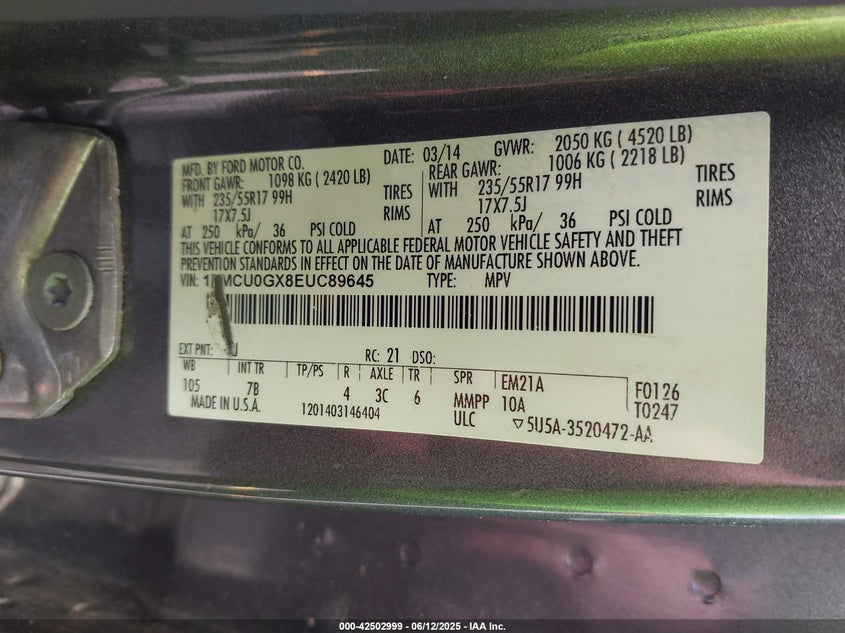 MFD. BY FORD MOTOR CO. DATE: 03/14 GVWR: 2050 KG ( 4520 LB)
FRONT GAWR: 1098 KG ( 2420 LB) REAR GAWR: 1006 KG ( 2218 LB)
WITH 235/55R17 99H TIRES WITH 235/55R17 99H TIRES
17X7.5J RIMS 17X7.5J RIMS
AT 250 kPa/ 36 PSI COLD AT 250 kPa/ 36 PSI COLD
THIS VEHICLE CONFORMS TO ALL APPLICABLE FEDERAL MOTOR VEHICLE SAFETY AND THEFT
PREVENTION STANDARDS IN EFFECT ON THE DATE OF MANUFACTURE SHOWN ABOVE.
VIN: TYPE: MPV
EXT PNT: RC: 21 DSO:
WB INT TR TP/PS R AXLE TR SPR EM21A F0126
105 7B 4 3C 6 MMPP 10A T0247
MADE IN U.S.A. 1201403146404 ULC ▽5U5A-3520472-AA
000-42502999 - 06/12/2025 - IAA Inc.